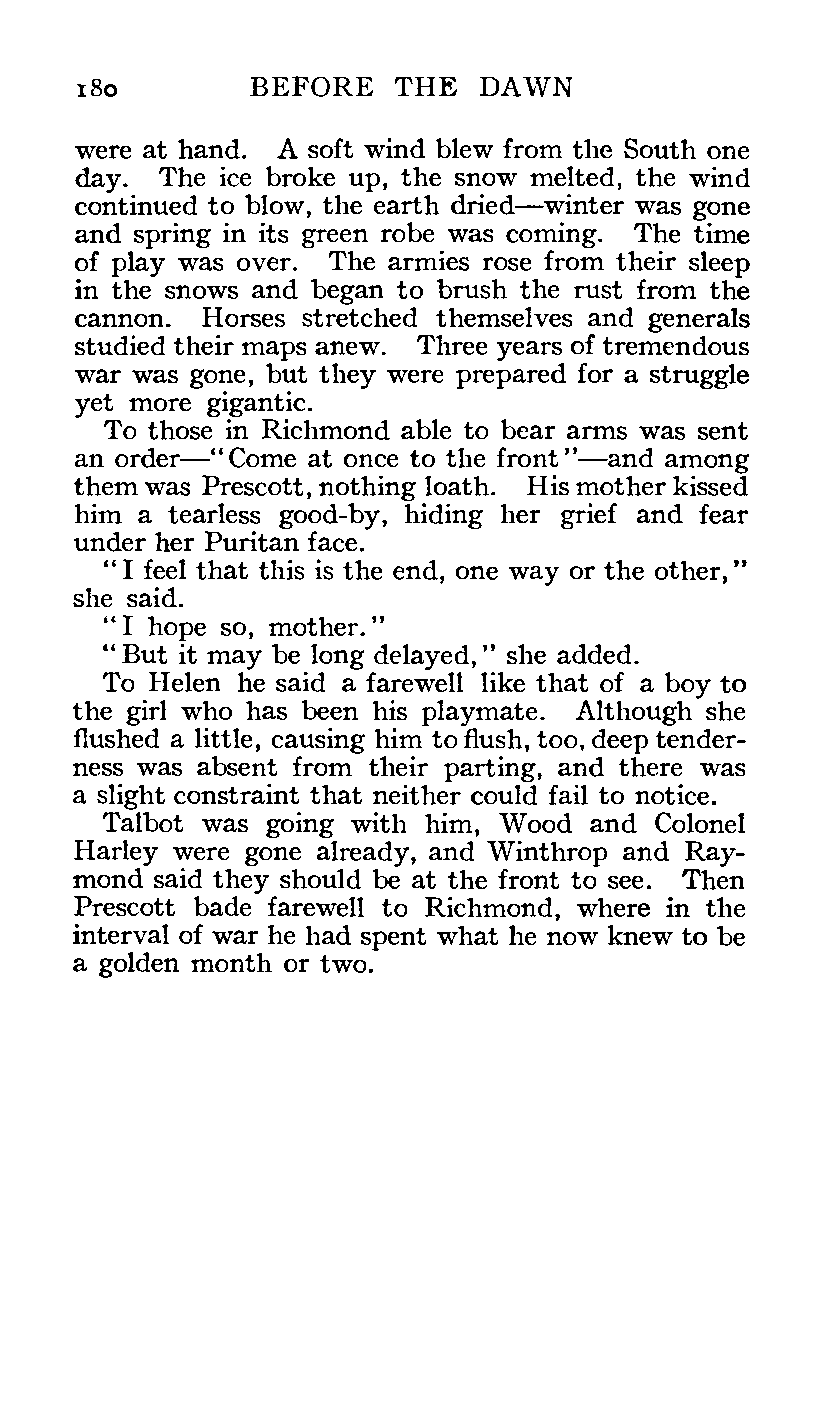 180 BEFORE THE DAWN
were at hand. A soft wind blew from the South one
day. The ice broke up, the snow melted, the wind
continued to blow, the earth dried—winter was gone
and spring in its green robe was coming. The time
of play was over. The armies rose from their sleep
in the snows and began to brush the rust from the
cannon. Horses stretched themselves and generals
studied their maps anew. Three years of tremendous
war was gone, but they were prepared for a struggle
yet more gigantic.
To those in Richmond able to bear arms was sent
an order—"Come at once to the front"—and among
them was Prescott, nothing loath. His mother kissed
him a tearless good-by, hiding her grief and fear
under her Puritan face.
"I feel that this is the end, one way or the other,"
she said.
"I hope so, mother."
"But it may be long delayed," she added.
To Helen he said a farewell like that of a boy to
the girl who has been his playmate. Although she
flushed a little, causing him to flush, too, deep tender-
ness was absent from their parting, and there was
a slight constraint that neither could fail to notice.
Talbot was going with him, Wood and Colonel
Harley were gone already, and Winthrop and Ray-
mond said they should be at the front to see. Then
Prescott bade farewell to Richmond, where in the
interval of war he had spent what he now knew to be
a golden month or two.